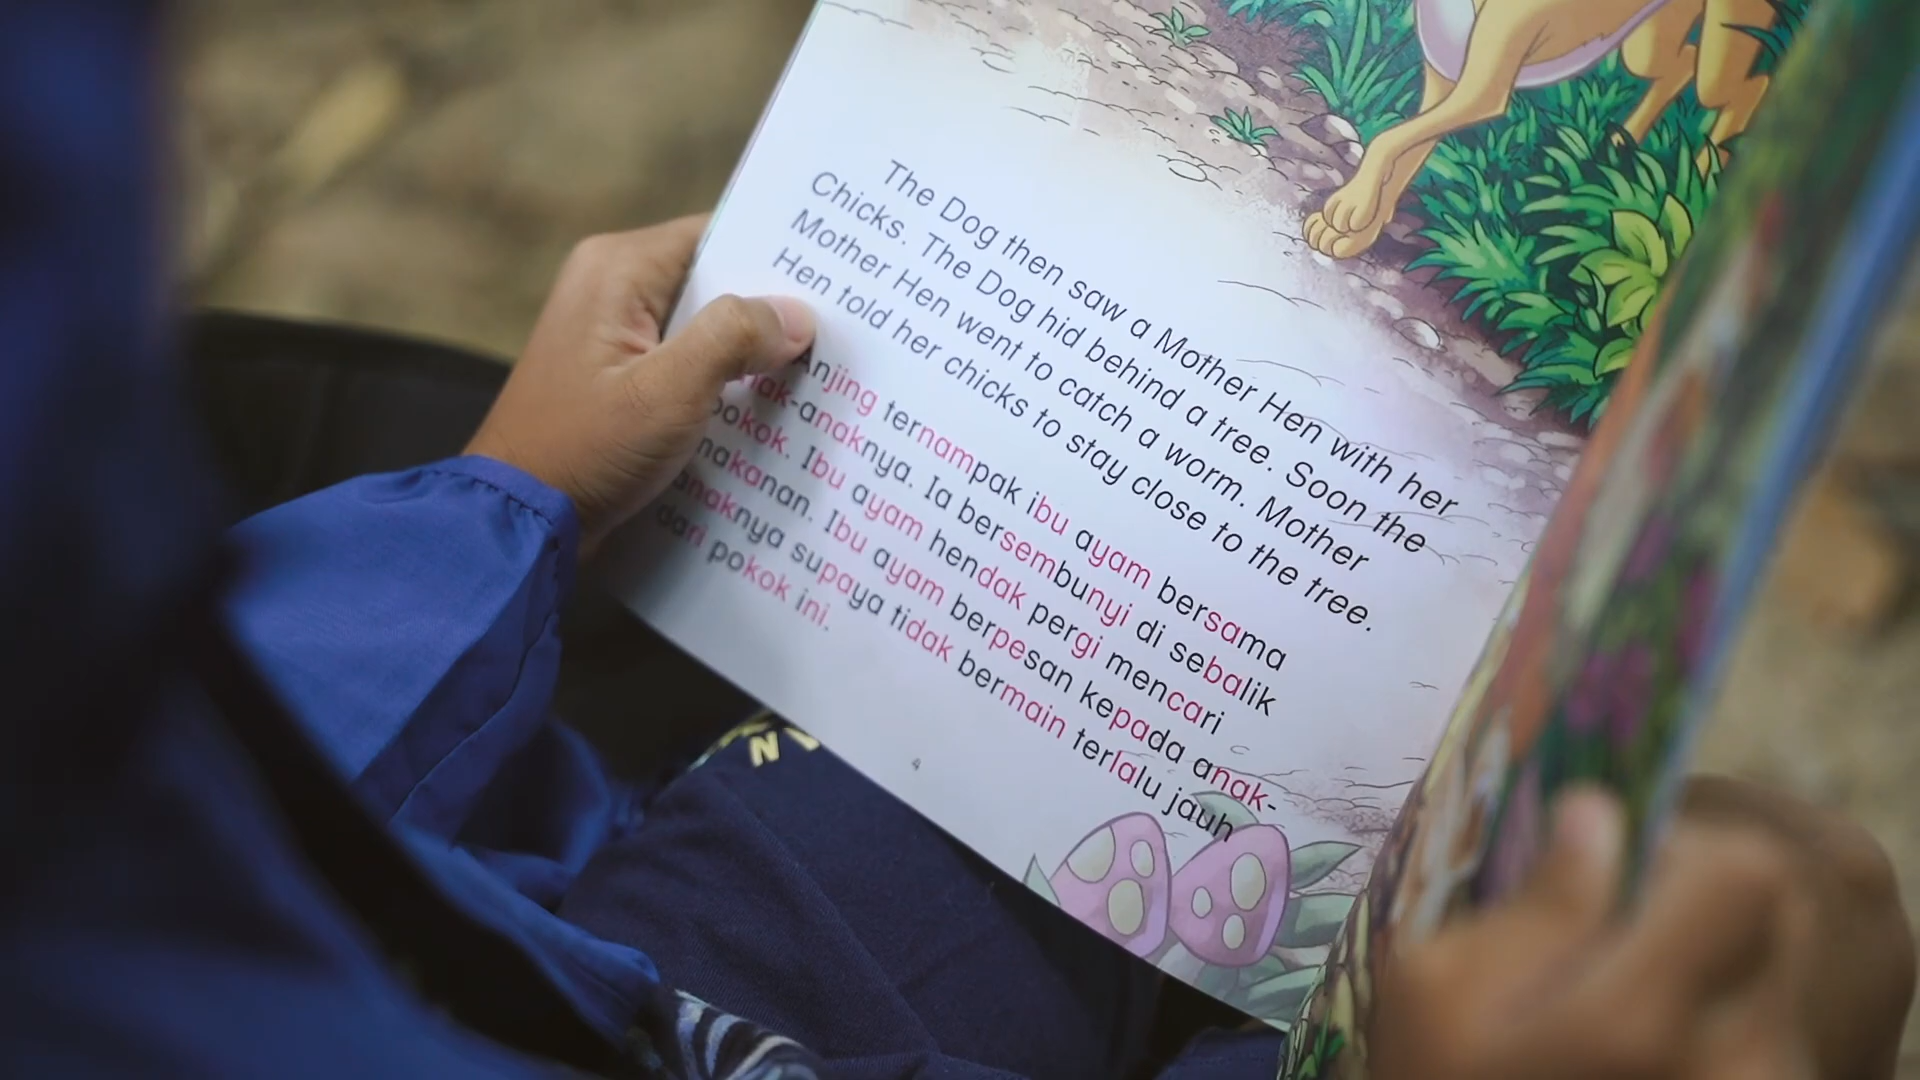 The Dog then saw a Mother Hen with her
Chicks. The Dog hid behind a tree. Soon the
Mother Hen went to catch a worm. Mother
Hen told her chicks to stay close to the tree.
Anjing ternampak ibu ayam bersama
anak-anaknya. Ia bersembunyi di sebalik
pokok. Ibu ayam hendak pergi mencari
makanan. Ibu ayam berpesan kepada anak-
anaknya supaya tidak bermain terlalu jauh
dari pokok ini.
4
N